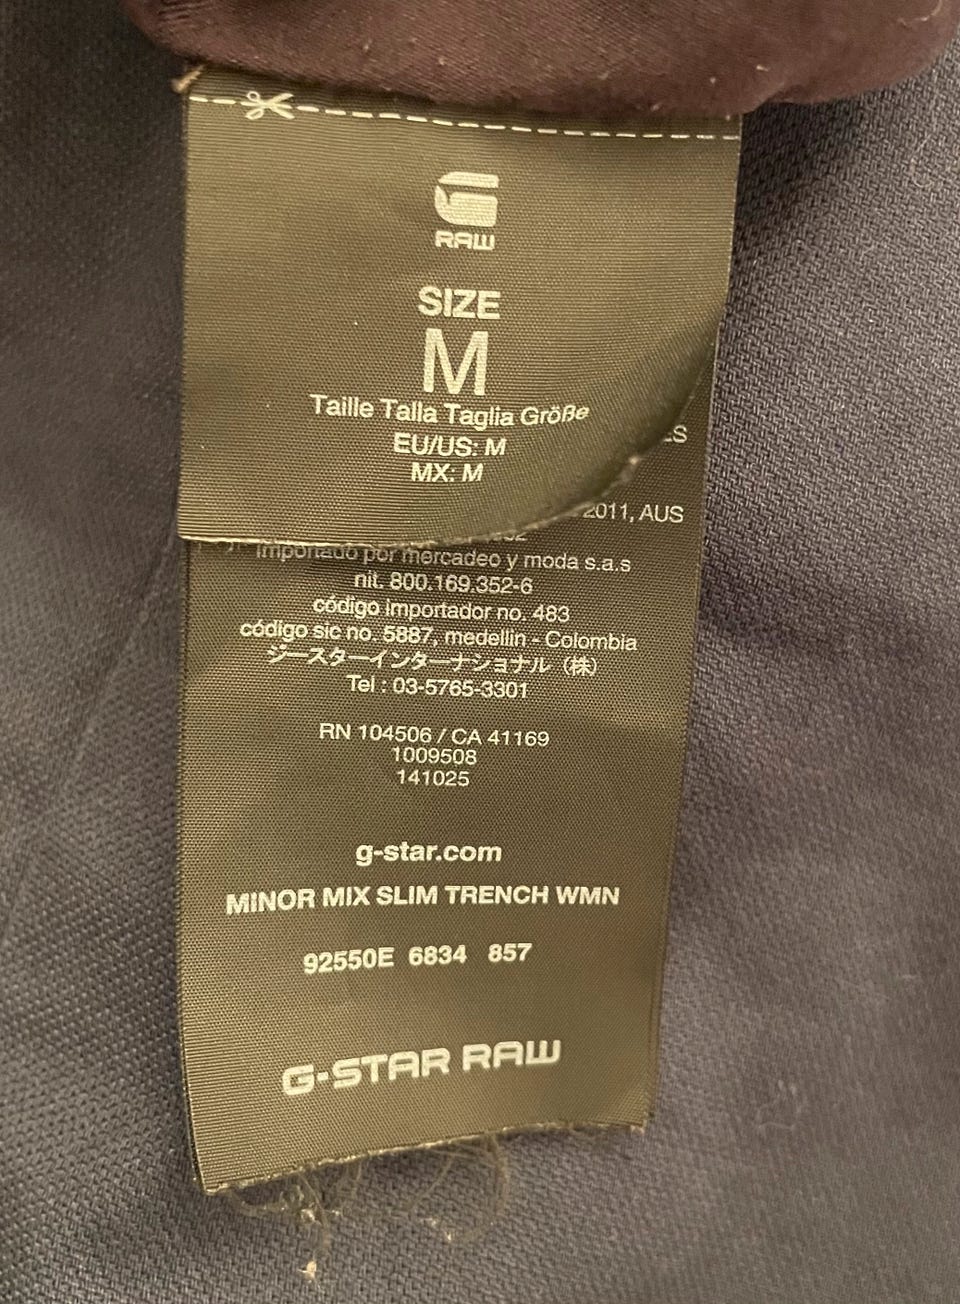 RAW
SIZE
M
Taille Talla Taglia Größe
EU/US: M
MX: M
2011, AUS
importado por mercadeo y moda s.a.s
nit. 800.169.352-6
código importador no. 483
código sic no. 5887, medellin - Colombia
ジースターインターナショナル（株）
Tel : 03-5765-3301
RN 104506 / CA 41169
1009508
141025
g-star.com
MINOR MIX SLIM TRENCH WMN
92550E 6834 857
G-STAR RAW